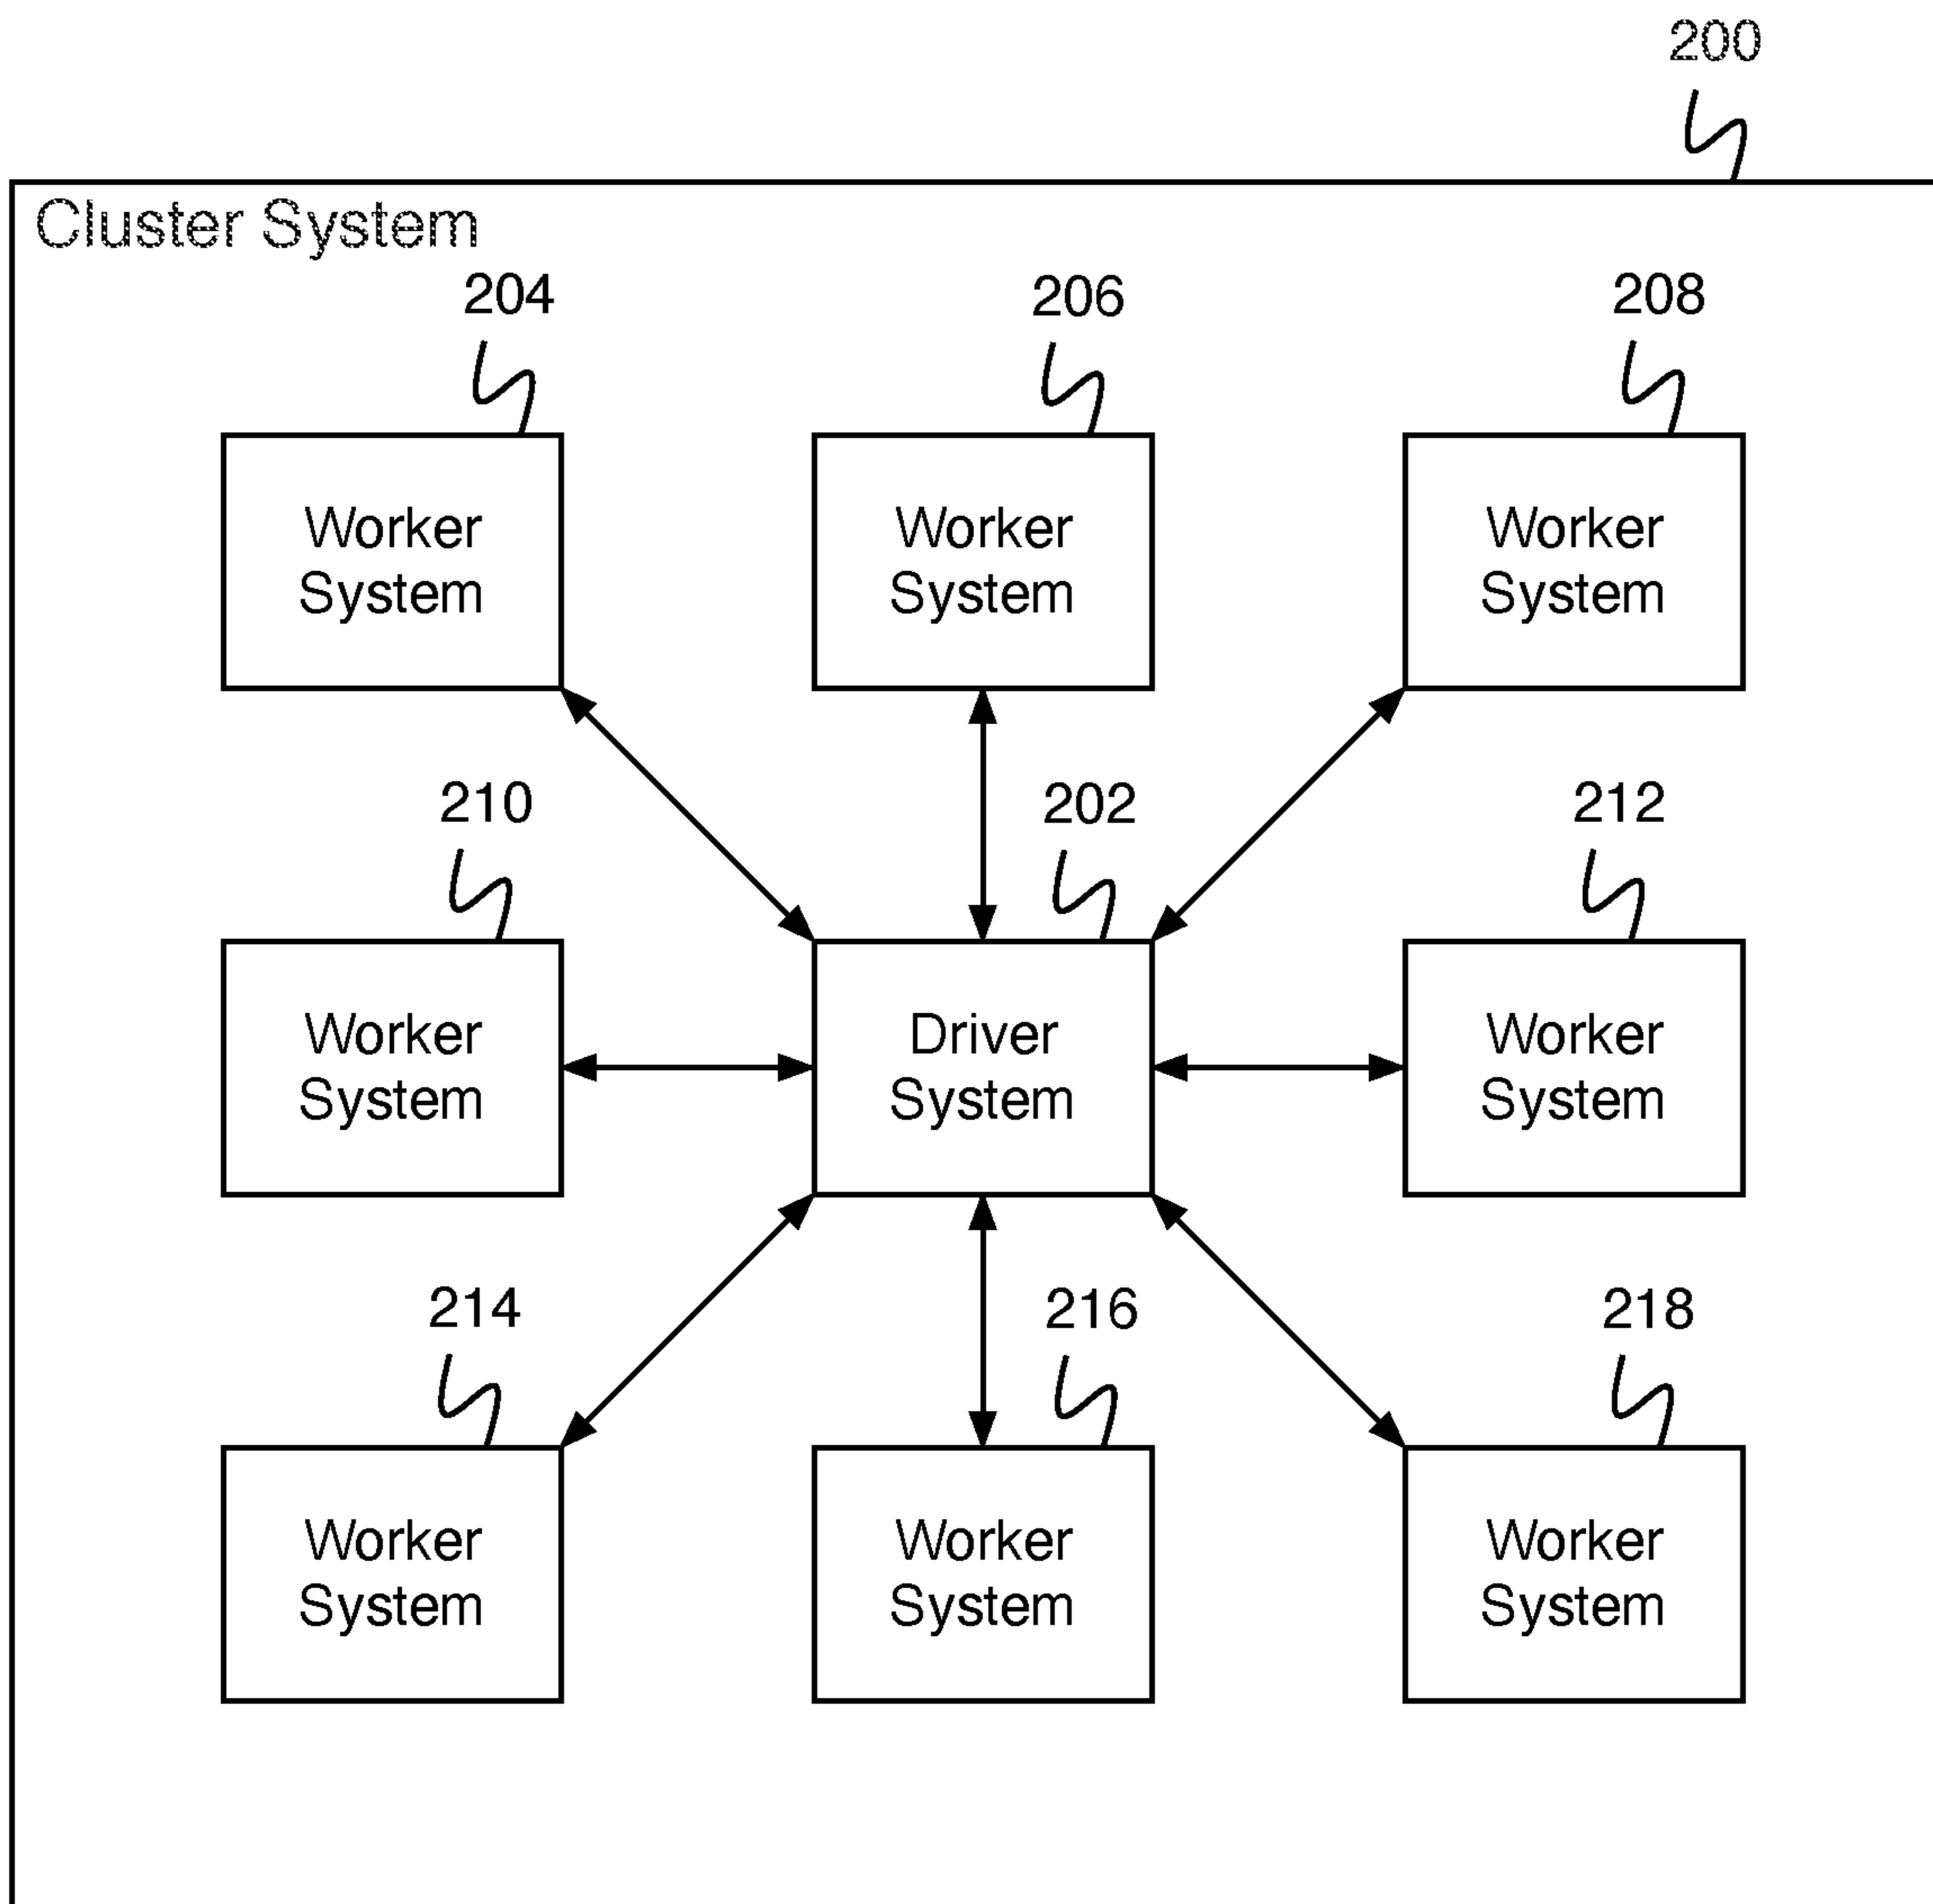 200
Cluster System
204
206
208
Worker
System
Worker
System
Worker
System
210
202
212
Worker
System
Driver
System
Worker
System
214
216
218
Worker
System
Worker
System
Worker
System